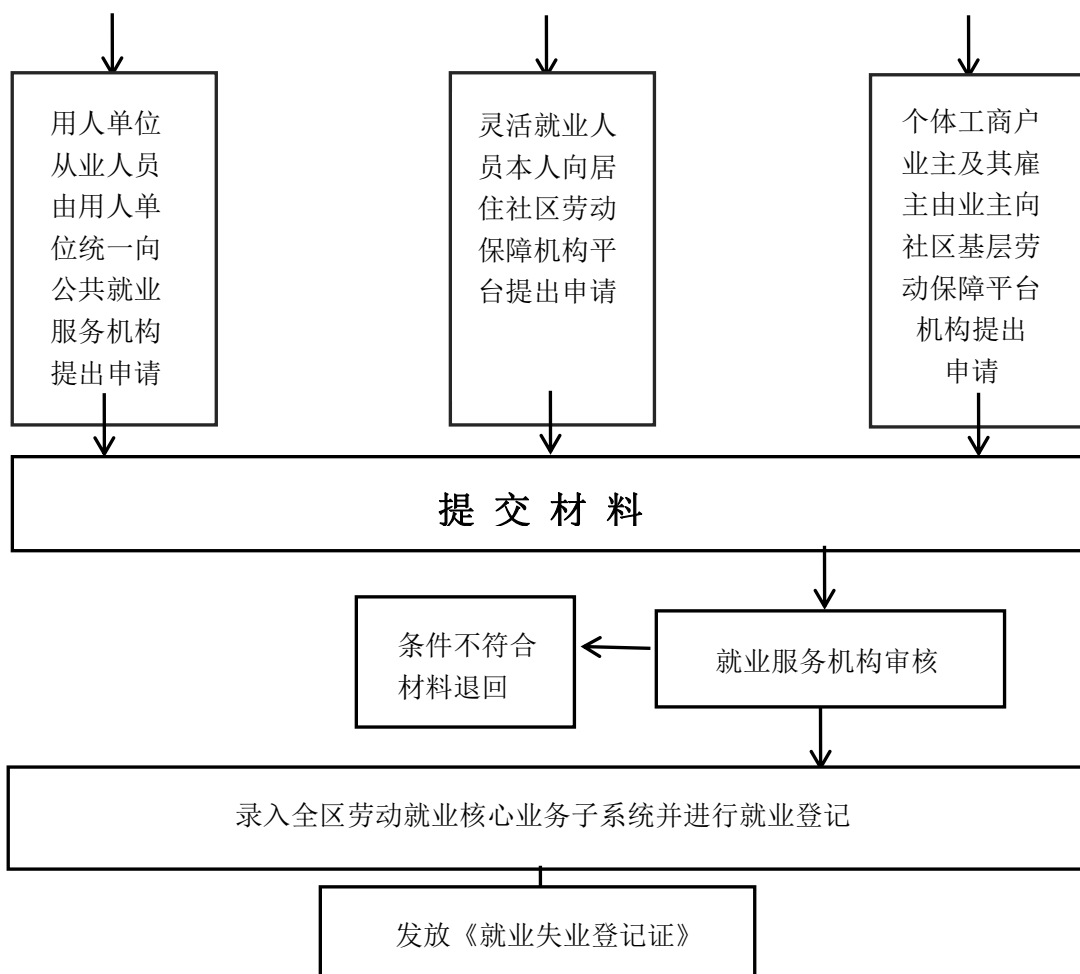 用人单位
从业人员
由用人单
位统一向
公共就业
服务机构
提出申请
灵活就业人
员本人向居
住社区劳动
保障机构平
台提出申请
个体工商户
业主及其雇
主由业主向
社区基层劳
动保障平台
机构提出
申请
提 交 材 料
条件不符合
材料退回
就业服务机构审核
录入全区劳动就业核心业务子系统并进行就业登记
发放《就业失业登记证》